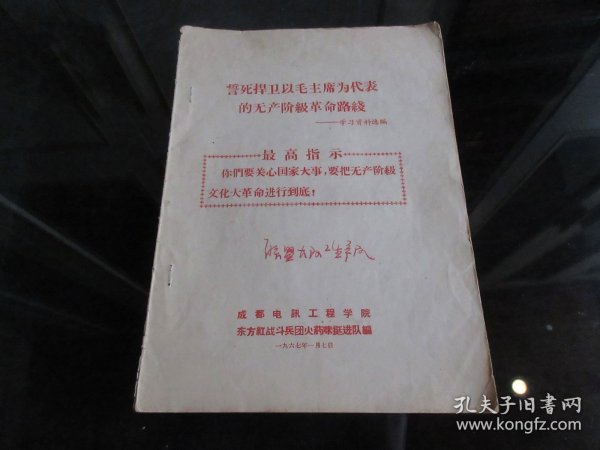 誓死捍卫以毛主席为代表
的无产阶級革命路綫
——学习資料选編
最高指示
你們要关心国家大事，要把无产阶級
文化大革命进行到底！
成都电訊工程学院
东方紅战斗兵团火药味挺进队編
一九六七年一月七日
孔夫子旧书网
www.kongfz.com